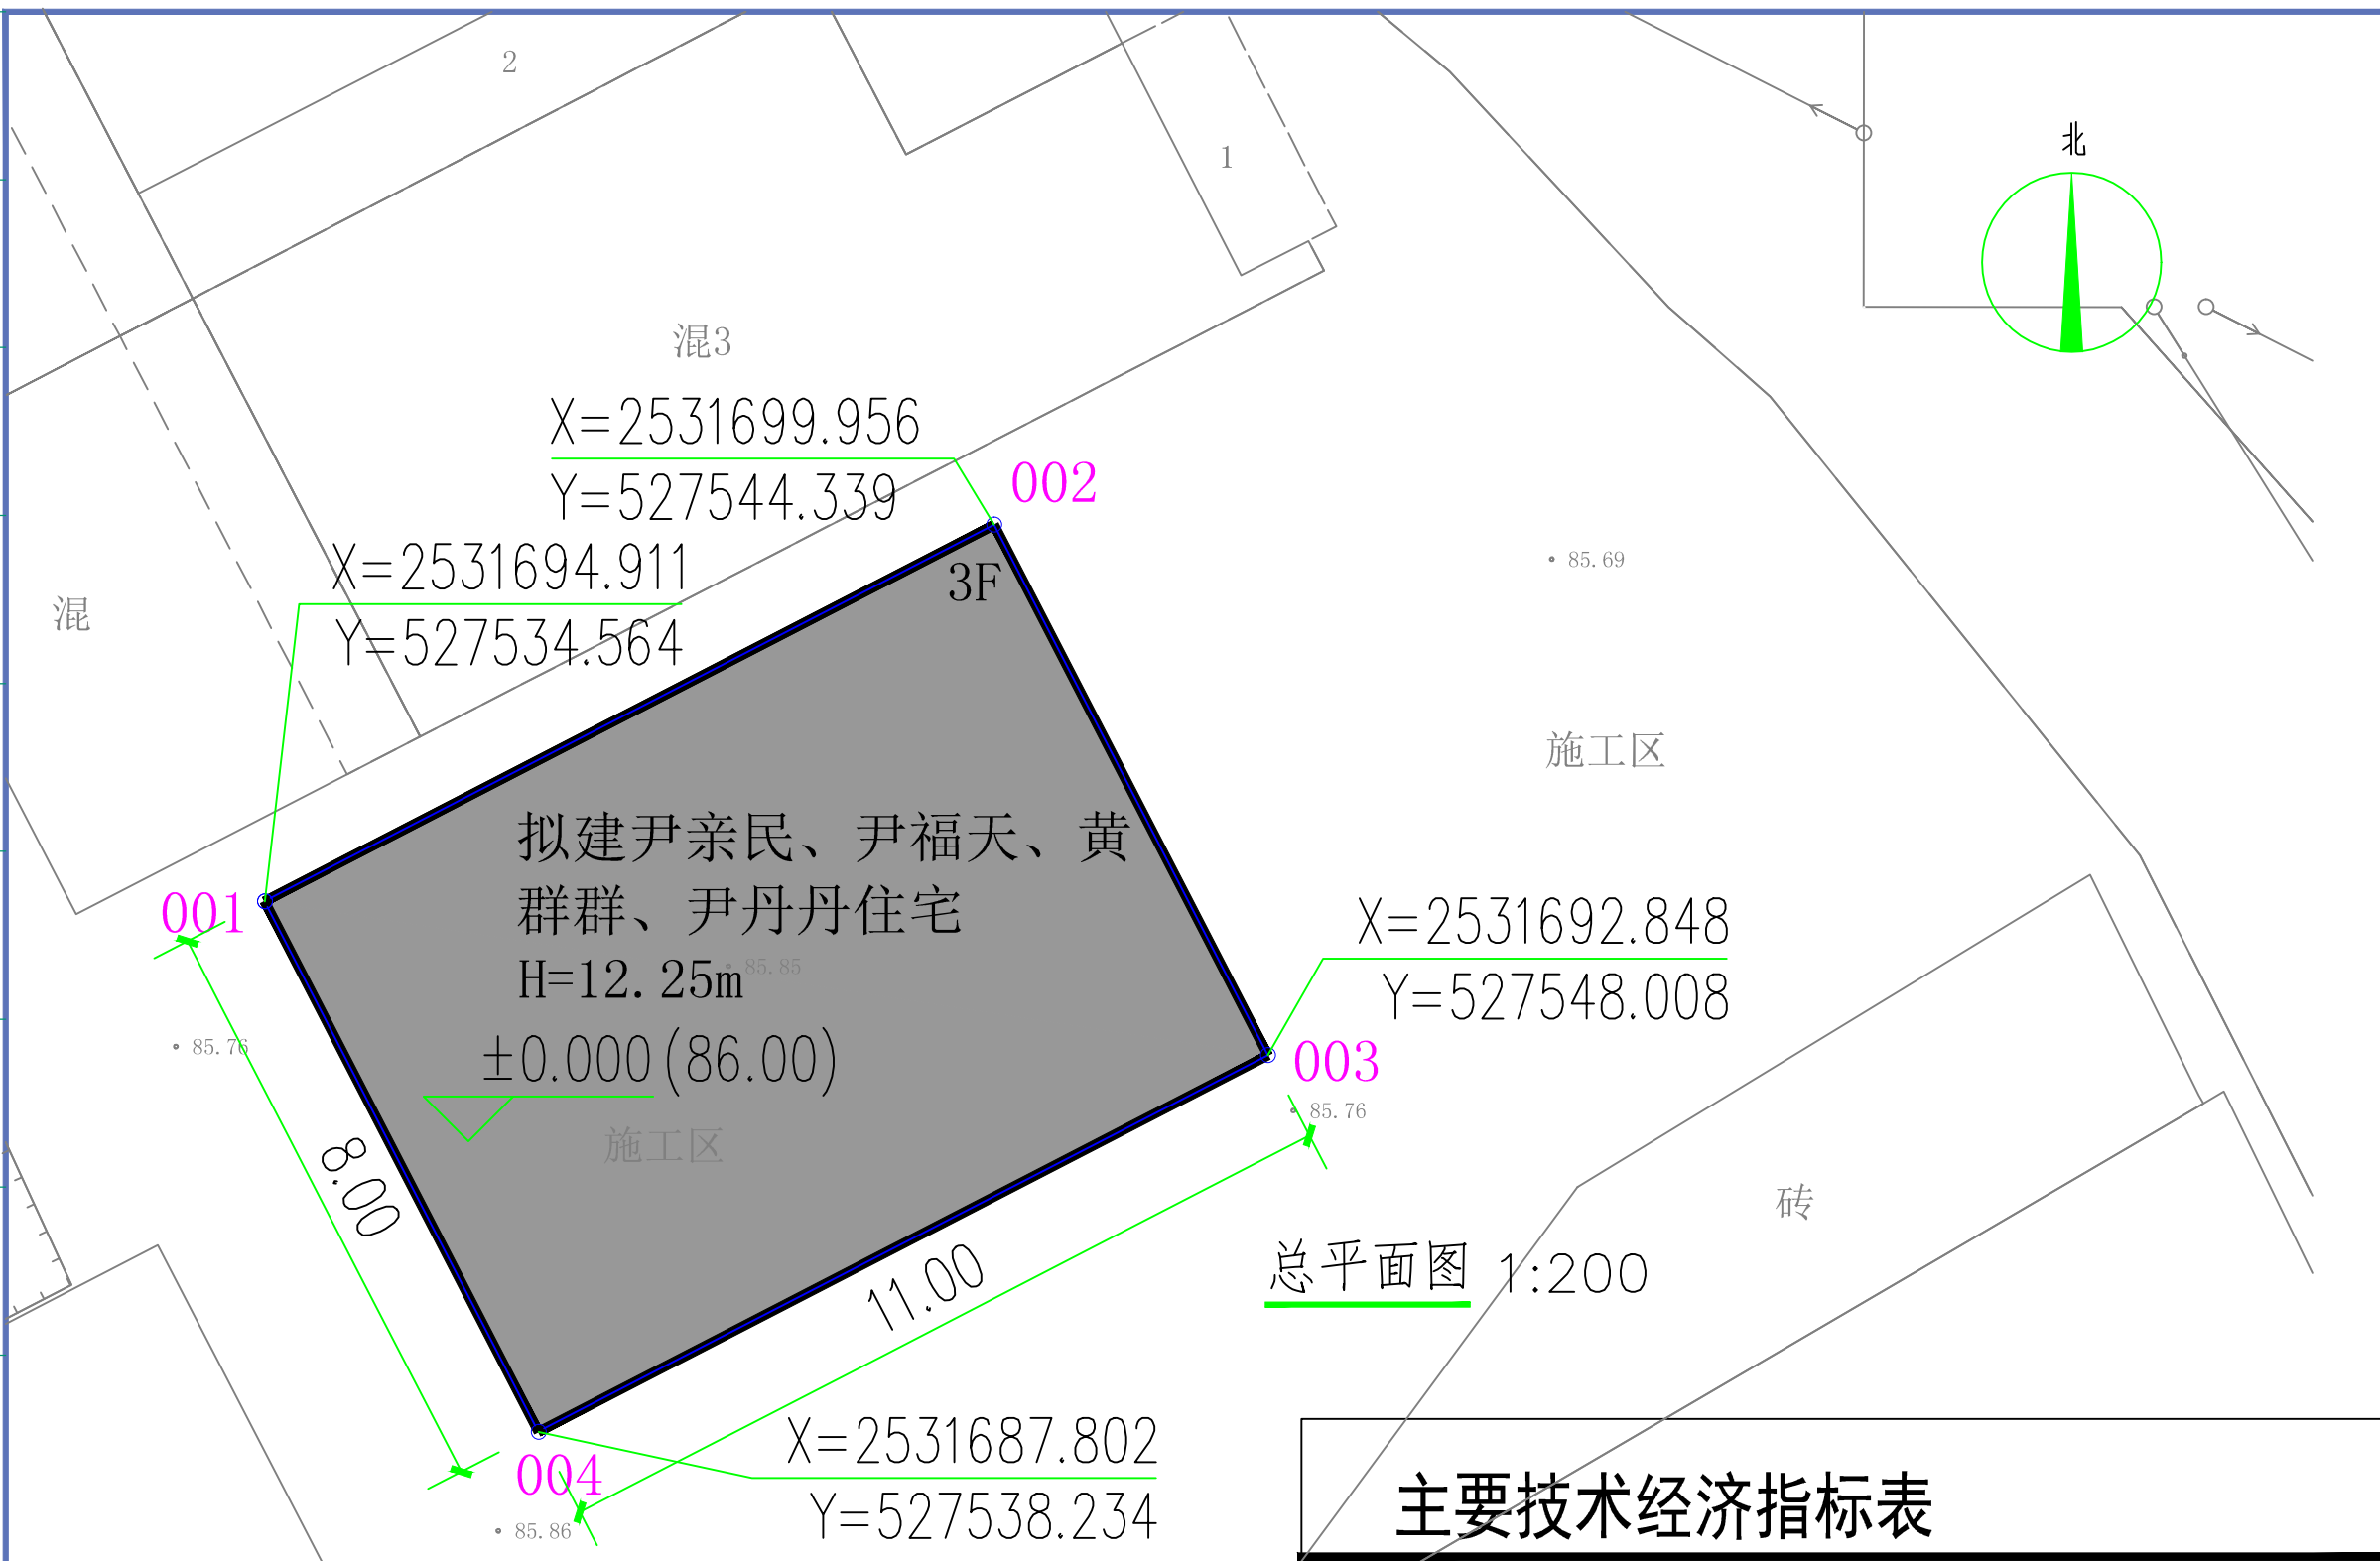 2
1
北
混3
X=2531699.956
Y=527544.339
002
X=2531694.911
Y=527534.564
3F
85.69
混
施工区
拟建尹亲民、尹福天、黄
群群、尹丹丹住宅
H=12.25m
85.85
001
X=2531692.848
Y=527548.008
003
85.76
±0.000(86.00)
85.76
施工区
8.00
砖
11.00
总平面图 1:200
X=2531687.802
Y=527538.234
004
85.86
主要技术经济指标表